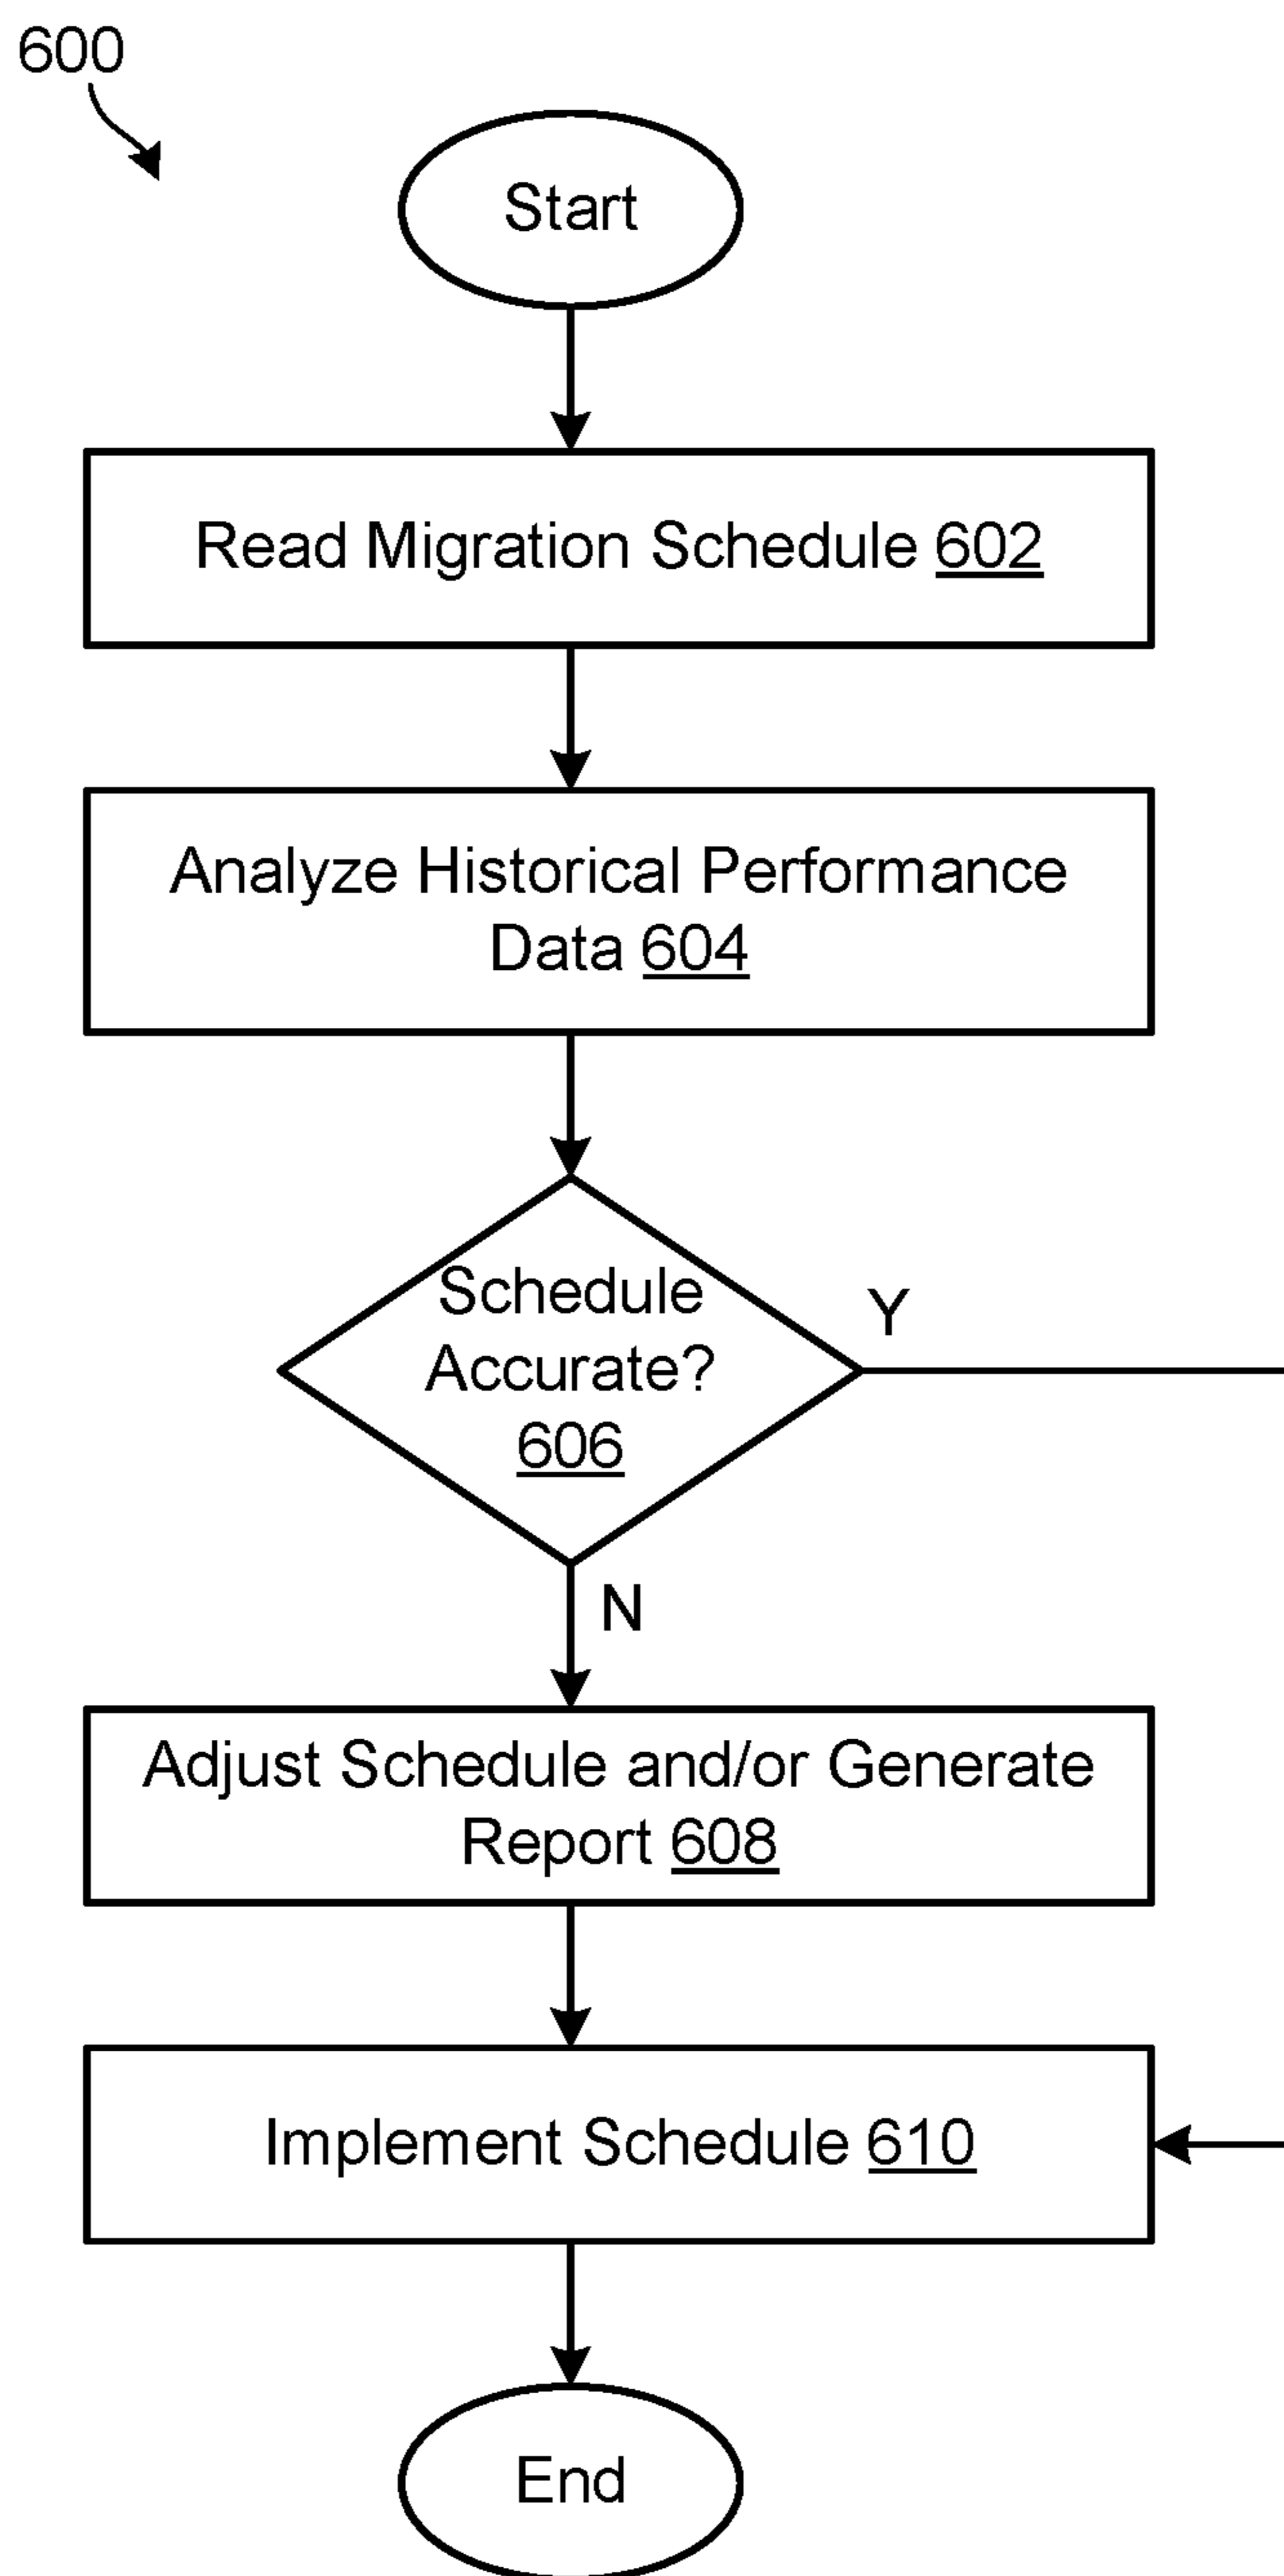 600
Start
Read Migration Schedule 602
Analyze Historical Performance
Data 604
Schedule
Accurate?
606
Y
N
Adjust Schedule and/or Generate
Report 608
Implement Schedule 610
End